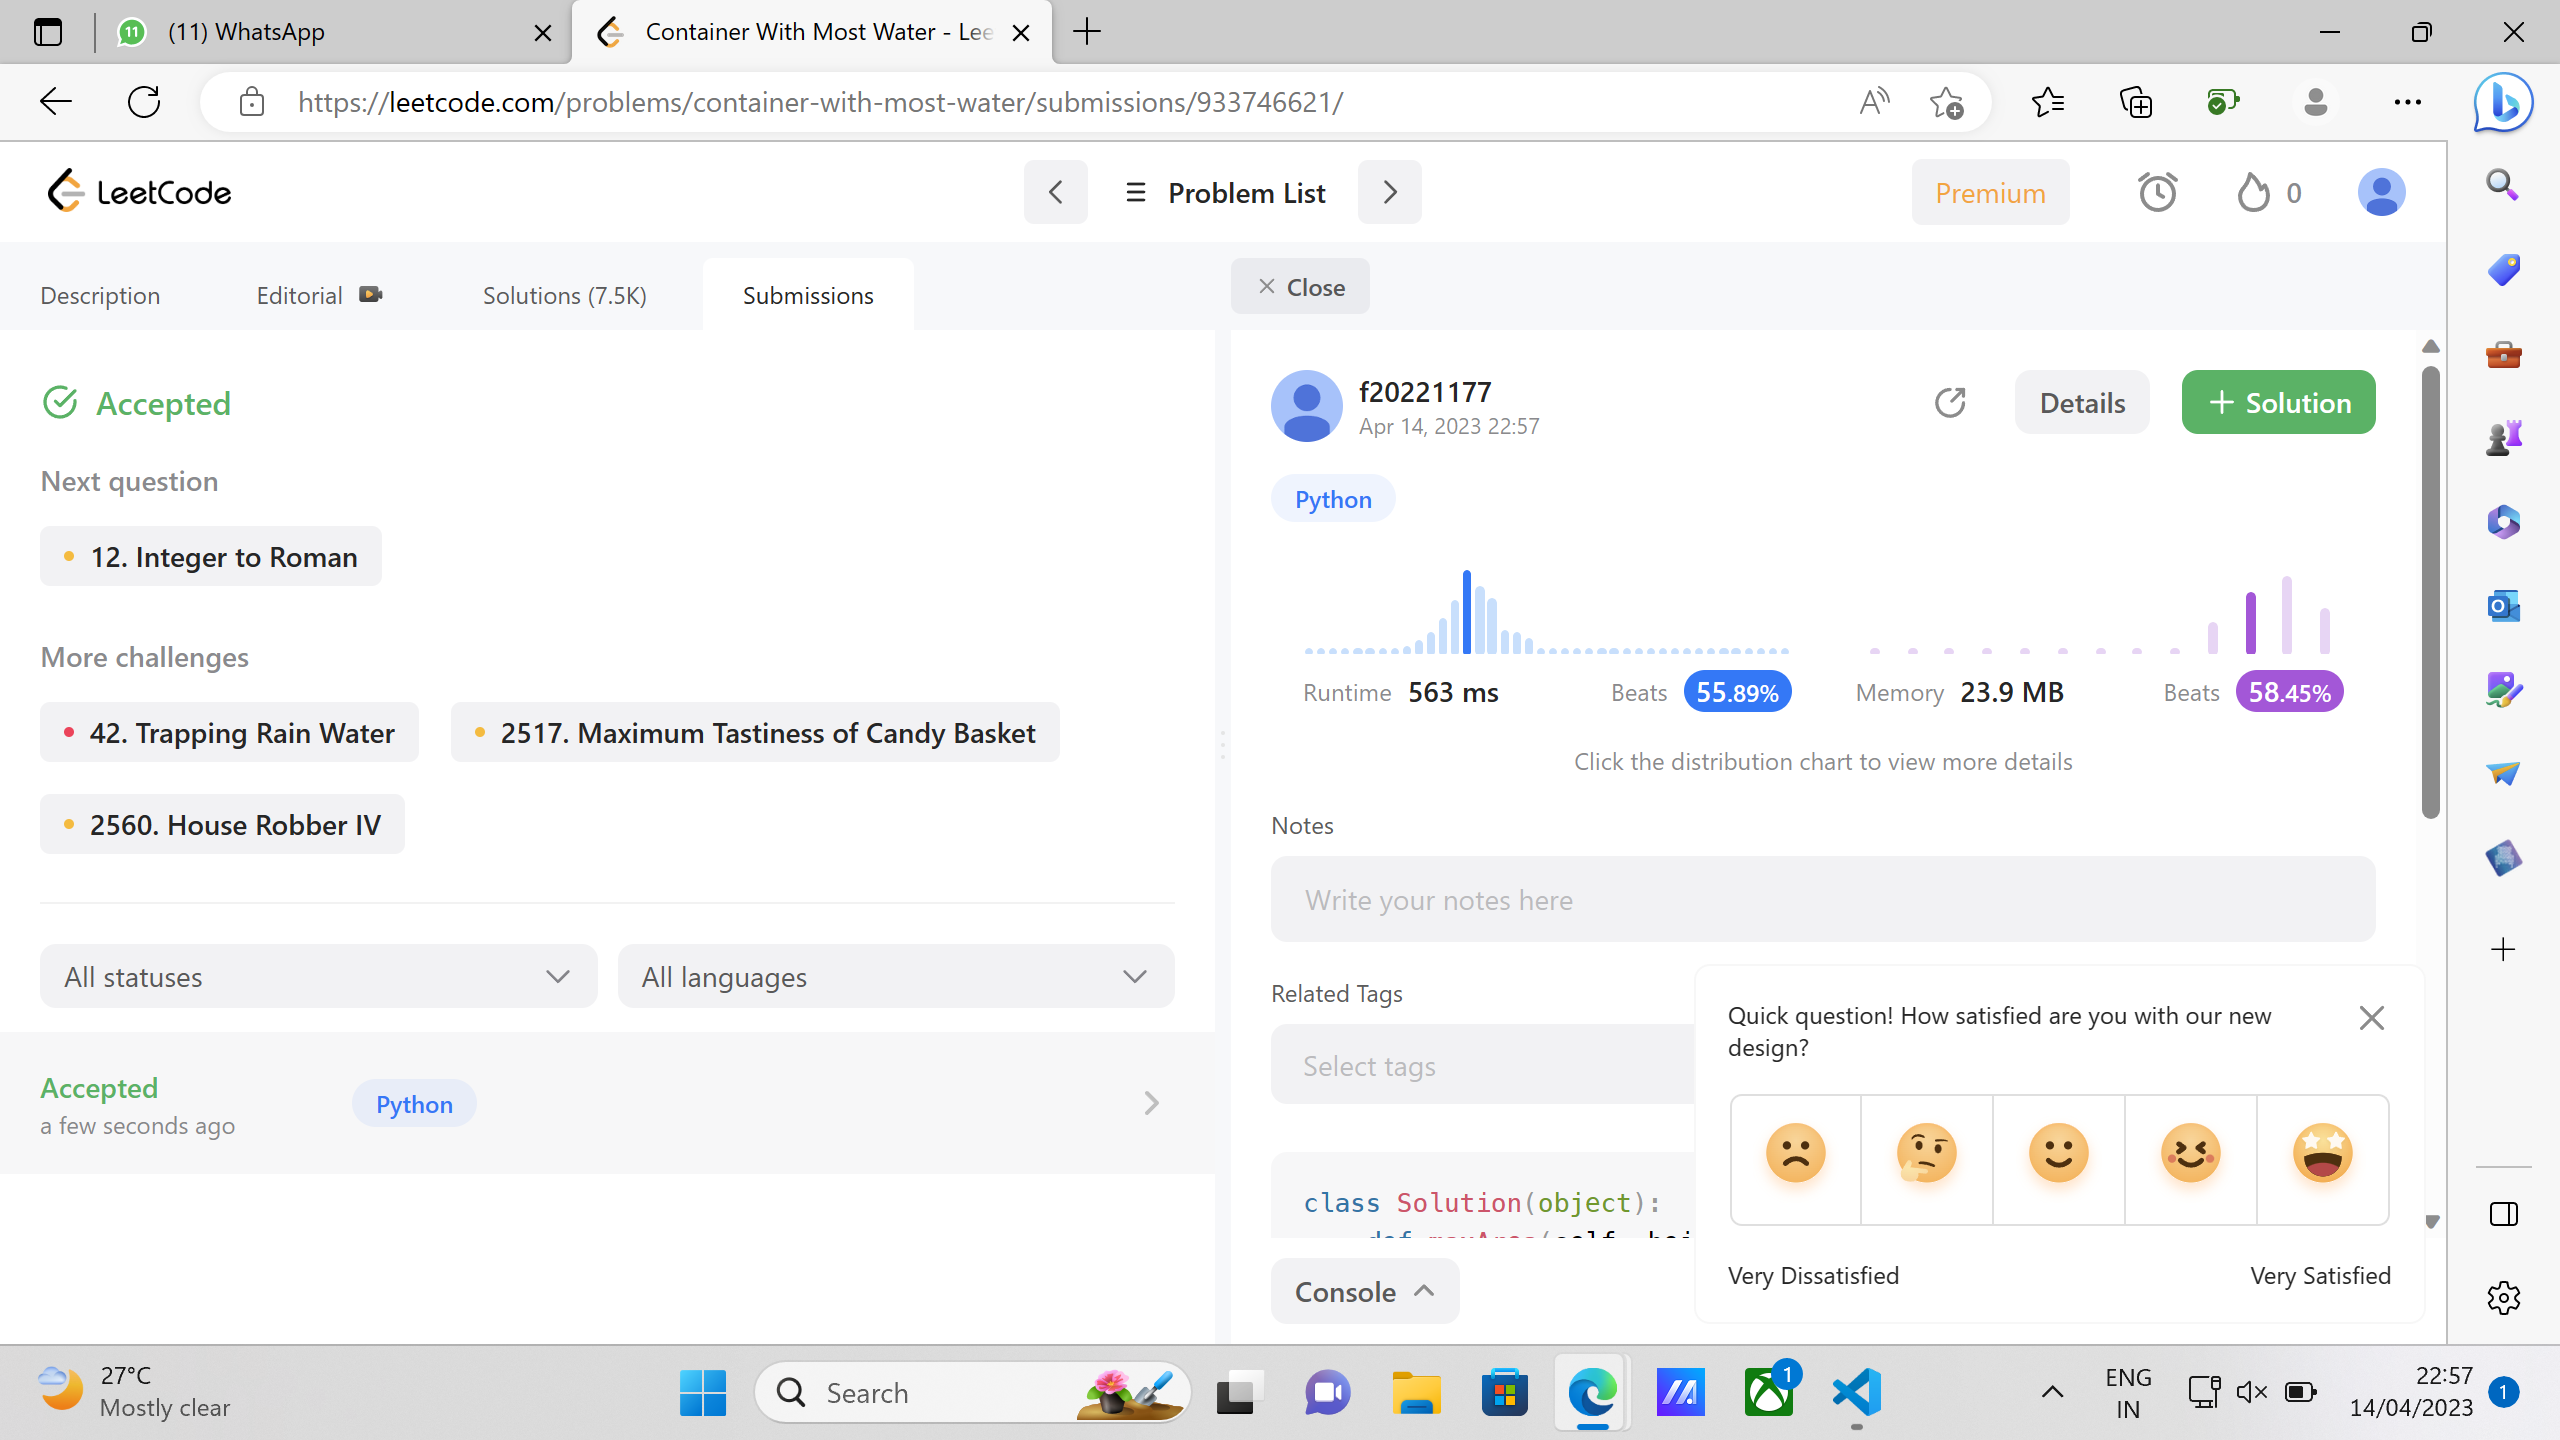 11
(11) WhatsApp
Container With Most Water - Lee
https://leetcode.com/problems/container-with-most-water/submissions/933746621/
LeetCode
Problem List
Premium
0
Description
Editorial
Solutions (7.5K)
Submissions
Close
Accepted
Next question
12. Integer to Roman
More challenges
42. Trapping Rain Water
2517. Maximum Tastiness of Candy Basket
2560. House Robber IV
All statuses
All languages
Accepted
a few seconds ago
Python
f20221177
Apr 14, 2023 22:57
Details
+ Solution
Python
Runtime 563 ms
Beats 55.89%
Memory 23.9 MB
Beats 58.45%
Click the distribution chart to view more details
Notes
Write your notes here
Related Tags
Select tags
class Solution(object):
def maxArea(self, hei
Console
Quick question! How satisfied are you with our new
design?
Very Dissatisfied
Very Satisfied
27°C
Mostly clear
Search
1
ENG
IN
22:57
14/04/2023
1